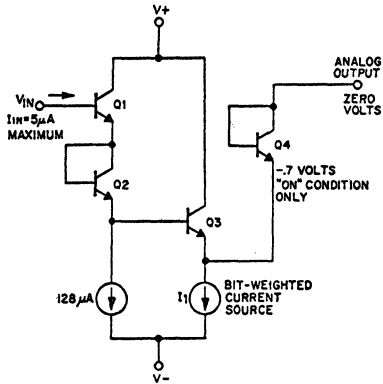 V+
ANALOG
OUTPUT
ZERO
VOLTS
VIN
IIN=5μA
MAXIMUM
Q1
Q2
Q3
Q4
-.7 VOLTS
"ON" CONDITION
ONLY
128μA
I1
BIT-WEIGHTED
CURRENT
SOURCE
V-